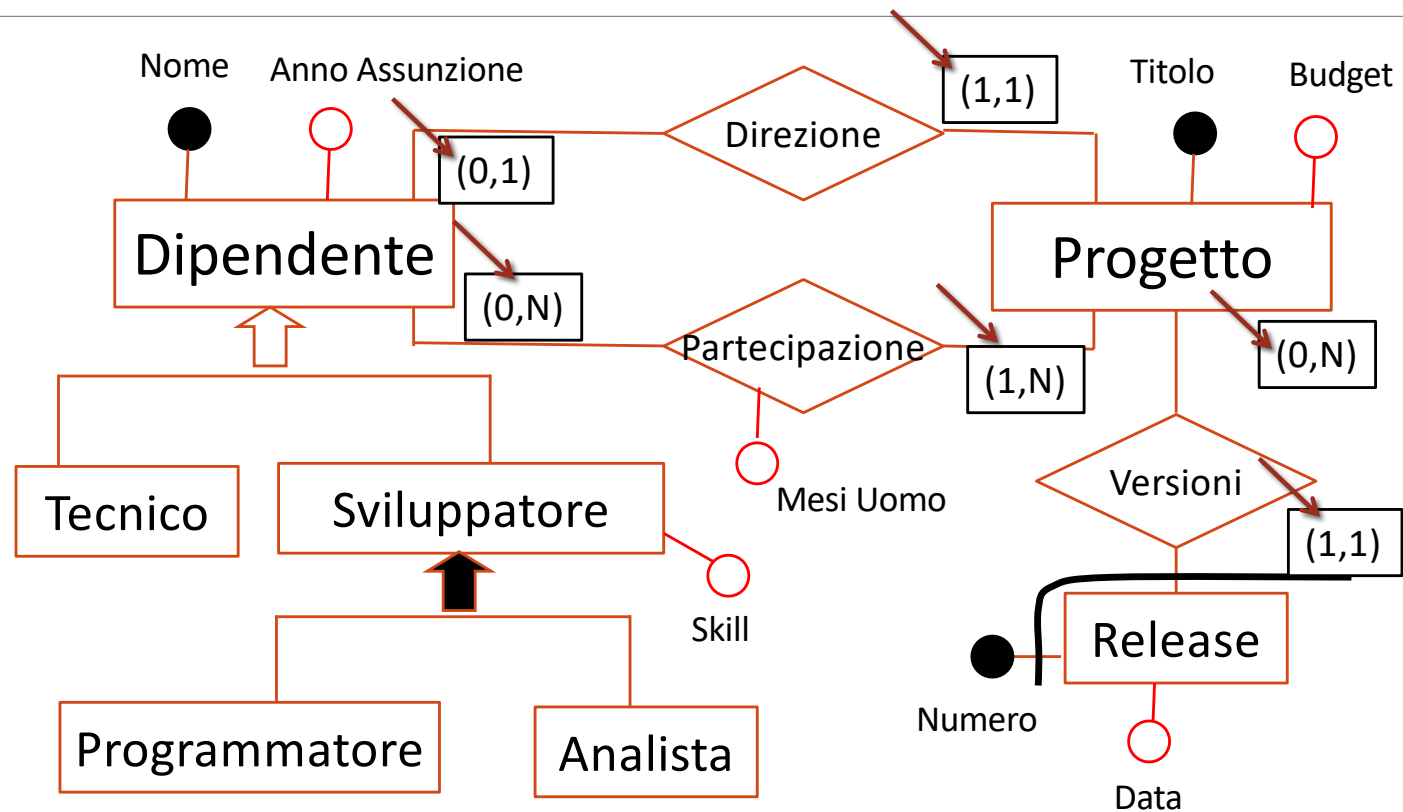 Nome
Anno Assunzione
(1,1)
Titolo
Budget
Direzione
(0,1)
Dipendente
Progetto
(0,N)
Partecipazione
(1,N)
(0,N)
Mesi Uomo
Versioni
Tecnico
Sviluppatore
(1,1)
Skill
Release
Numero
Programmatore
Analista
Data